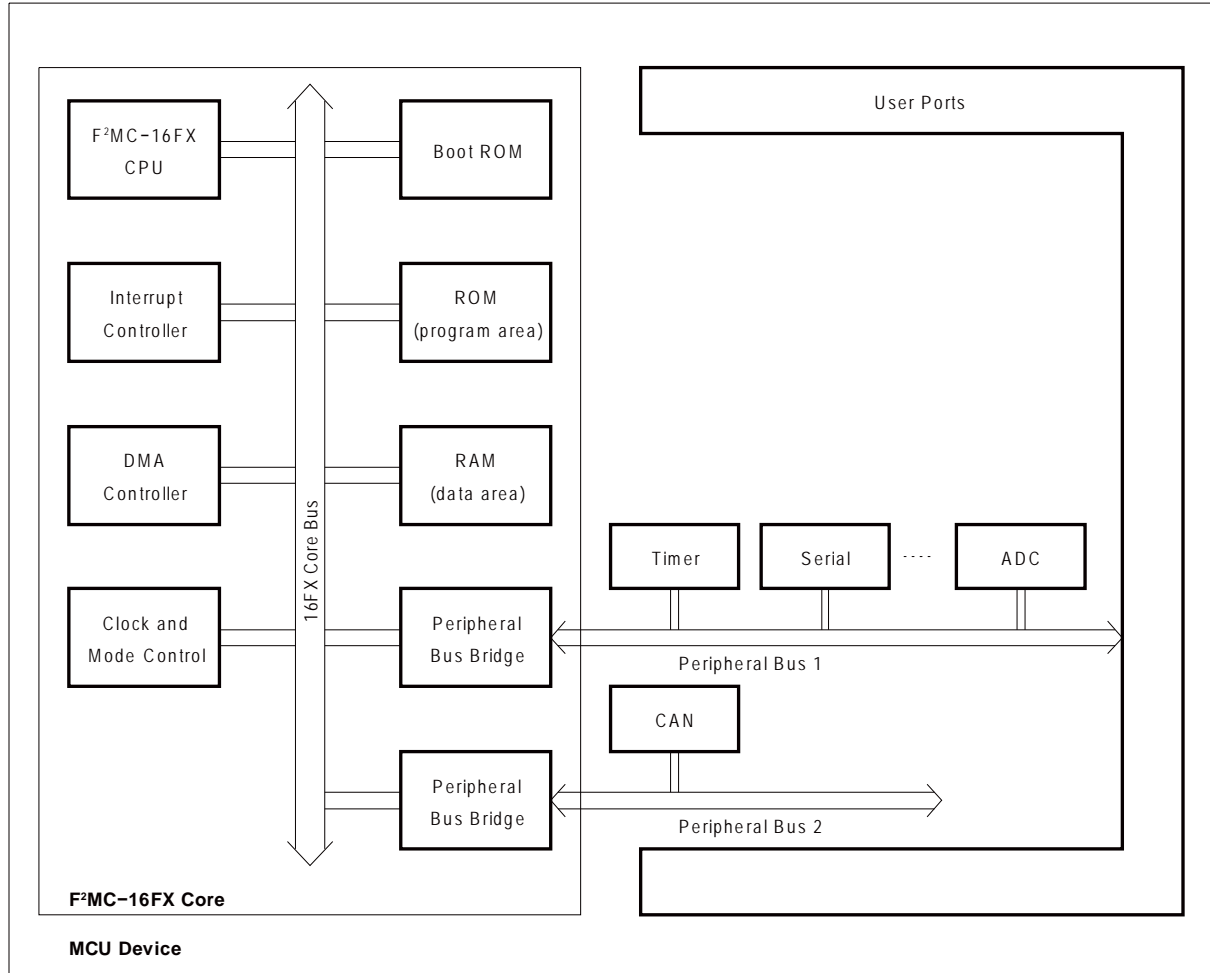 User Ports
F²MC−16FX
CPU
Boot ROM
Interrupt
Controller
ROM
(program area)
DMA
Controller
RAM
(data area)
16FX Core Bus
Timer
Serial
ADC
Clock and
Mode Control
Peripheral
Bus Bridge
Peripheral Bus 1
CAN
Peripheral
Bus Bridge
Peripheral Bus 2
F²MC−16FX Core
MCU Device